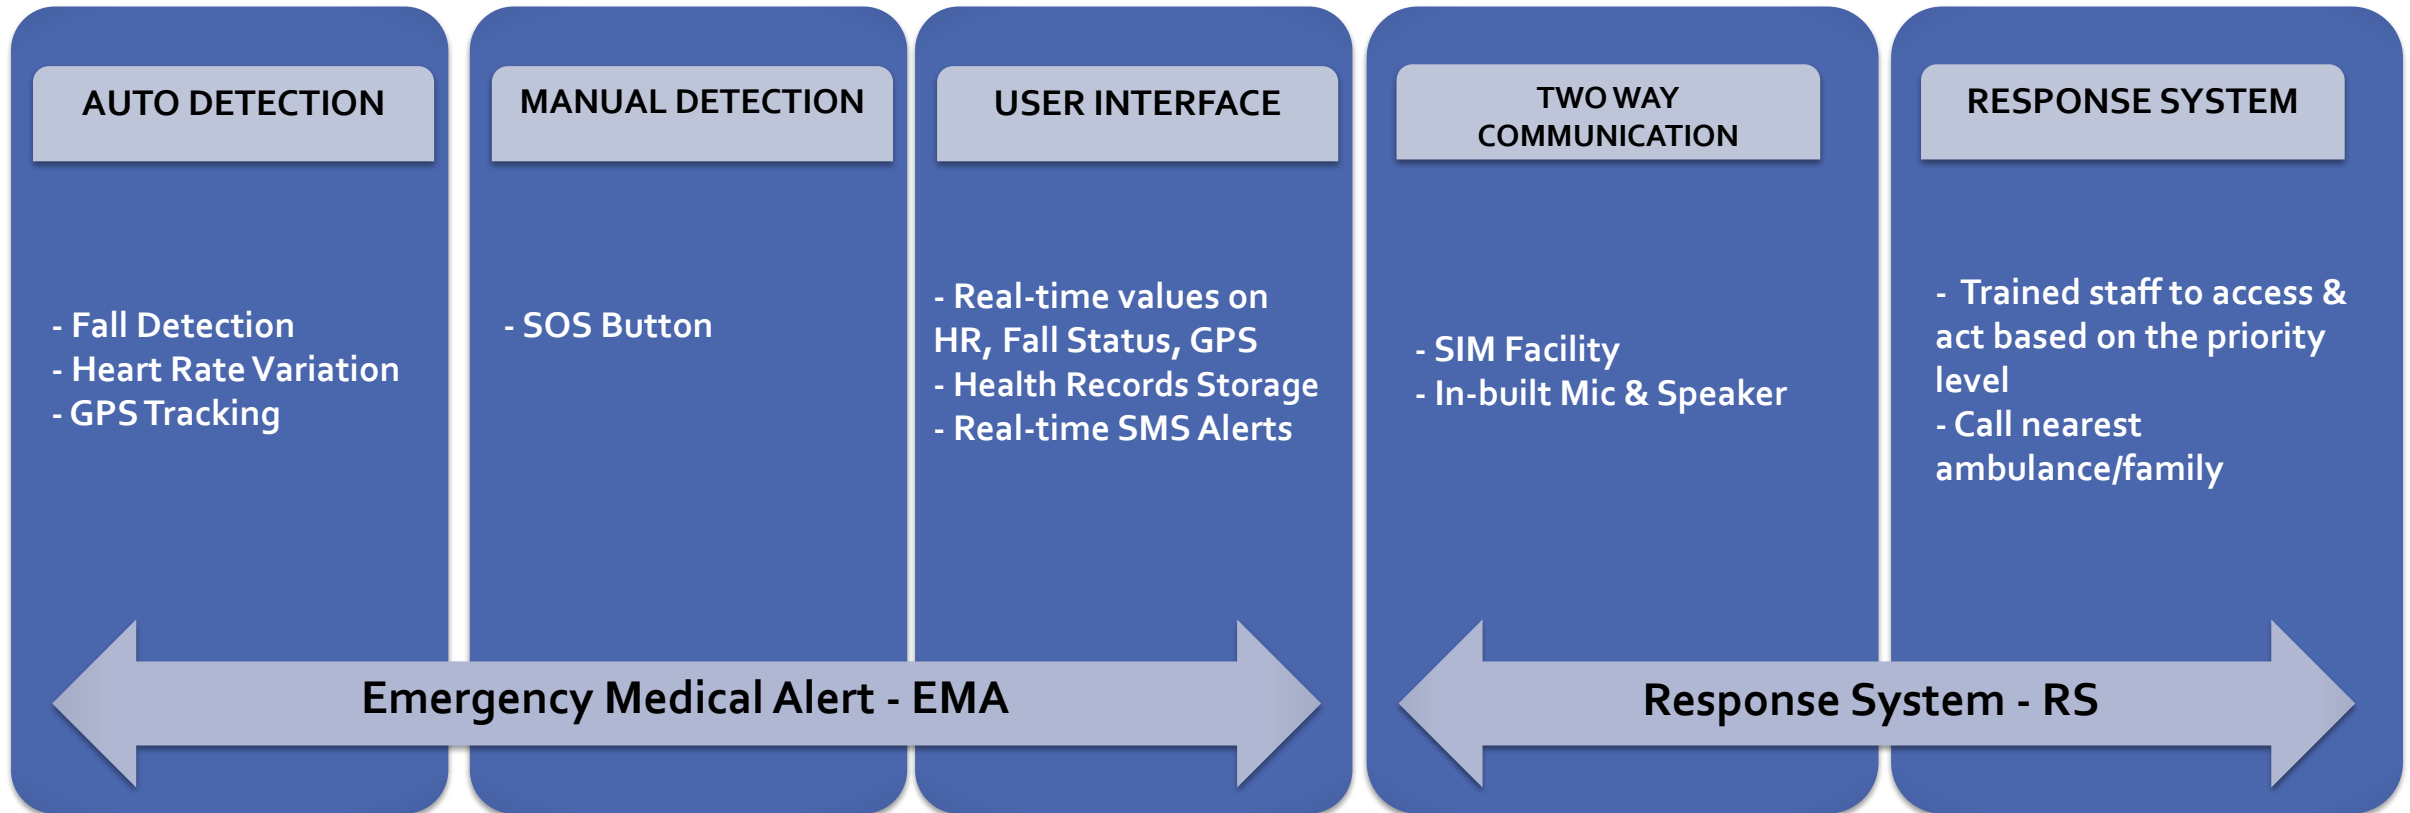 AUTO DETECTION
- Fall Detection
- Heart Rate Variation
- GPS Tracking
MANUAL DETECTION
- SOS Button
USER INTERFACE
- Real-time values on
HR, Fall Status, GPS
- Health Records Storage
- Real-time SMS Alerts
TWO WAY
COMMUNICATION
- SIM Facility
- In-built Mic & Speaker
RESPONSE SYSTEM
- Trained staff to access &
act based on the priority
level
- Call nearest
ambulance/family
Emergency Medical Alert - EMA
Response System - RS